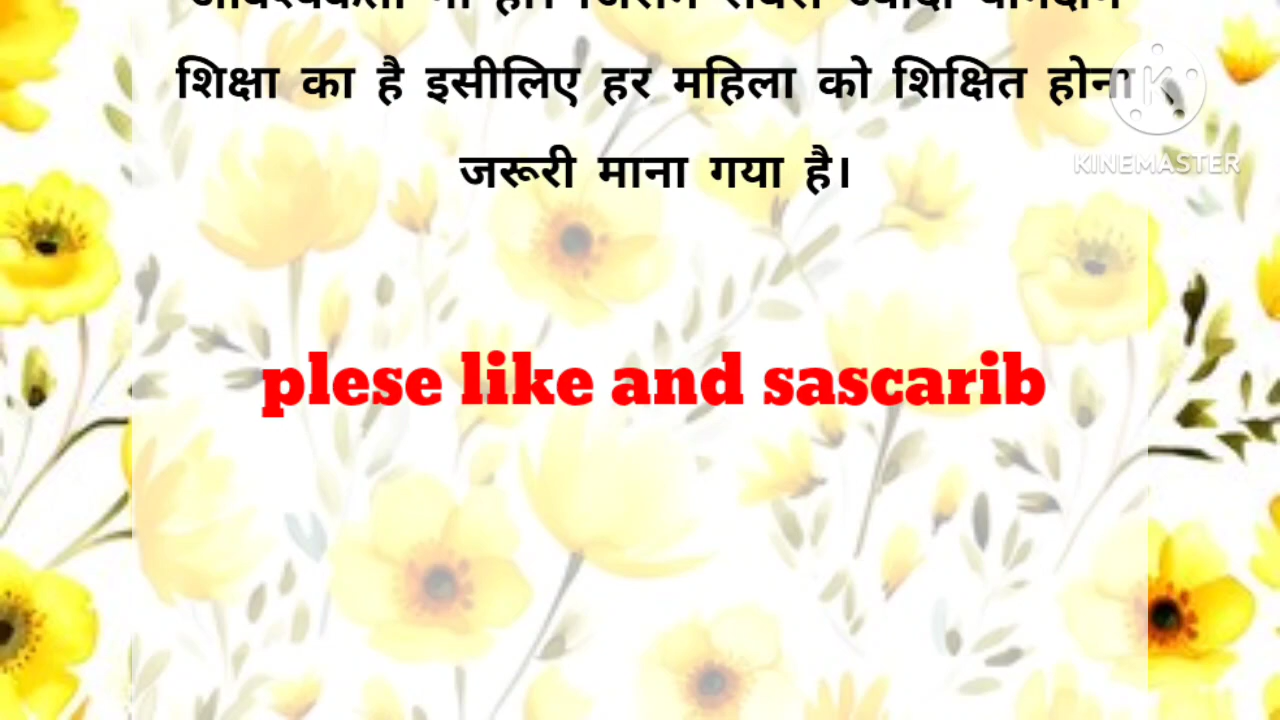 शिक्षा का है इसीलिए हर महिला को शिक्षित होना
जरूरी माना गया है।
plese like and sascarib
KINEMASTER